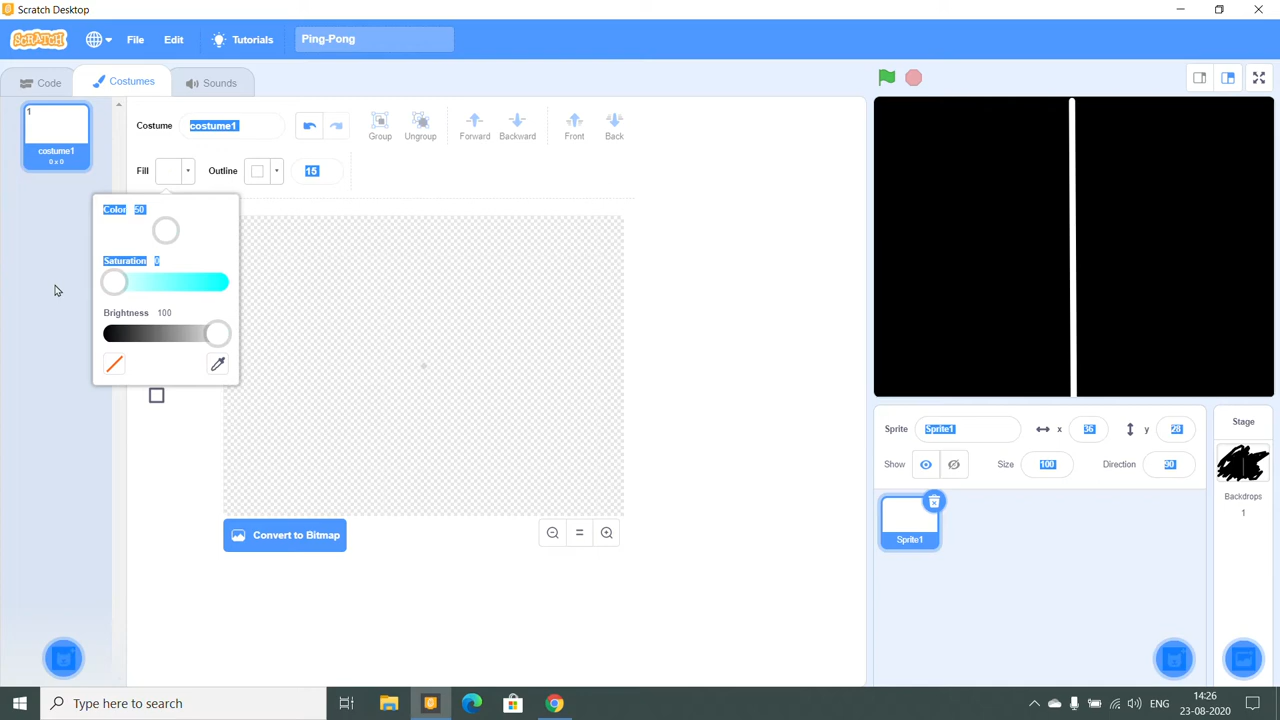 Scratch Desktop
SCRATCH
File
Edit
Tutorials
Ping-Pong
Code
Costumes
Sounds
1
costume1
0 x 0
Costume
costume1
Group
Ungroup
Forward
Backward
Front
Back
Fill
Outline
15
Color 50
Saturation 0
Brightness 100
Convert to Bitmap
Sprite
Sprite1
x
36
y
28
Show
Size
100
Direction
90
Sprite1
Stage
Backdrops
1
Type here to search
ENG
14:26
23-08-2020